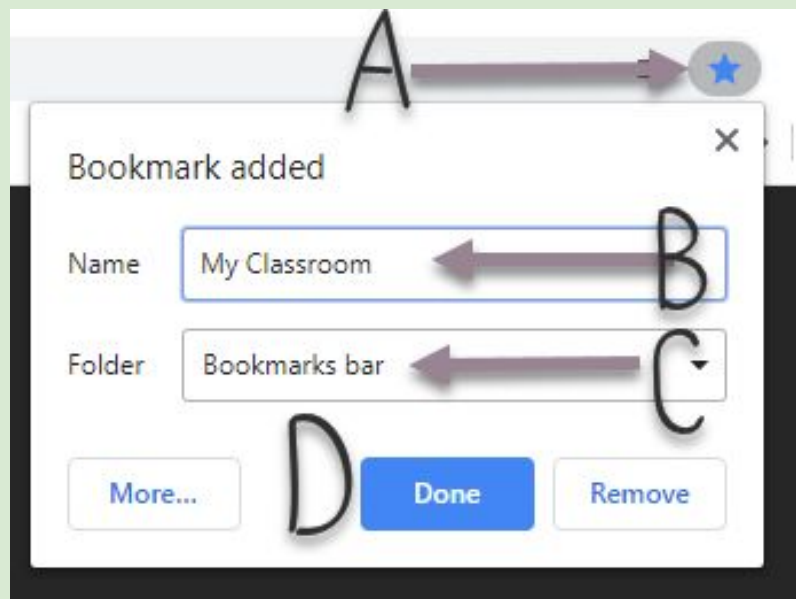 A
Bookmark added
Name My Classroom B
Folder Bookmarks bar C
More... D Done Remove